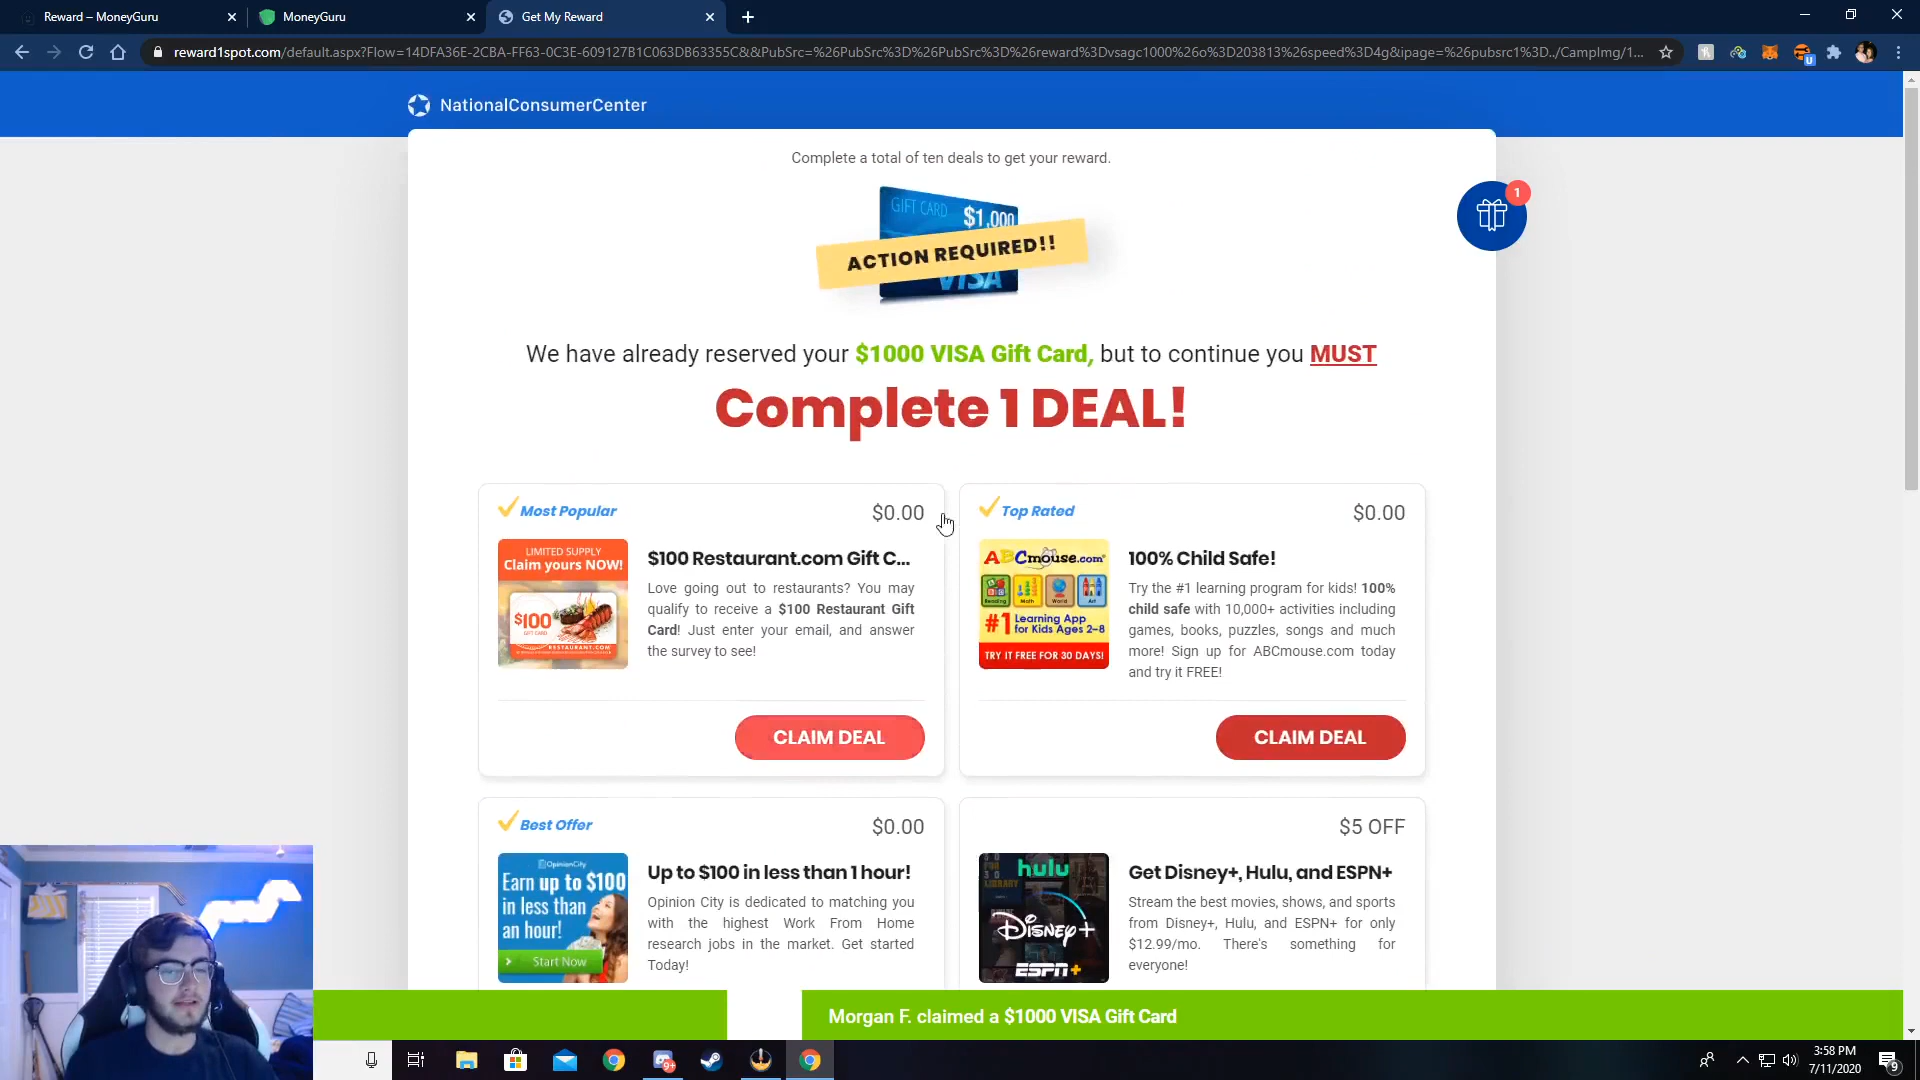 Reward – MoneyGuru
MoneyGuru
Get My Reward
reward1spot.com/default.aspx?Flow=14DFA36E-2CBA-FF63-0C3E-609127B1C063DB63355C&&PubSrc=%26PubSrc%3D%26PubSrc%3D%26reward%3Dvsagc1000%26o%3D203813%26speed%3D4g&ipage=%26pubsrc1%3D../CampImg/1...
NationalConsumerCenter
Complete a total of ten deals to get your reward.
GIFT CARD
$1,000
ACTION REQUIRED!!
VISA
1
We have already reserved your $1000 VISA Gift Card, but to continue you MUST
Complete 1 DEAL!
Most Popular
$0.00
LIMITED SUPPLY
Claim yours NOW!
$100
GIFT CARD
RESTAURANT.COM
$100 Restaurant.com Gift C...
Love going out to restaurants? You may
qualify to receive a $100 Restaurant Gift
Card! Just enter your email, and answer
the survey to see!
CLAIM DEAL
Top Rated
$0.00
ABCmouse.com
Reading
Math
World
Art
#1 Learning App
for Kids Ages 2–8
TRY IT FREE FOR 30 DAYS!
100% Child Safe!
Try the #1 learning program for kids! 100%
child safe with 10,000+ activities including
games, books, puzzles, songs and much
more! Sign up for ABCmouse.com today
and try it FREE!
CLAIM DEAL
Best Offer
$0.00
OpinionCity
Earn up to $100
in less than
an hour!
Start Now
Up to $100 in less than 1 hour!
Opinion City is dedicated to matching you
with the highest Work From Home
research jobs in the market. Get started
Today!
$5 OFF
hulu
Disney+
ESPN+
Get Disney+, Hulu, and ESPN+
Stream the best movies, shows, and sports
from Disney+, Hulu, and ESPN+ for only
$12.99/mo. There's something for
everyone!
Morgan F. claimed a $1000 VISA Gift Card
9+
3:58 PM
7/11/2020
9